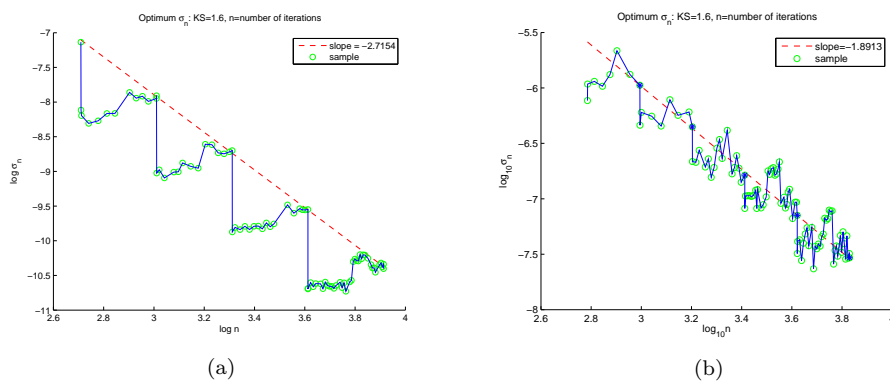 Optimum σn: KS=1.6, n=number of iterations
-7
-7.5
-8
-8.5
-9
-9.5
-10
-10.5
-11
log σn
2.6
2.8
3
3.2
3.4
3.6
3.8
4
log n
slope = -2.7154
sample
(a)
Optimum σn: KS=1.6, n=number of iterations
-5.5
-6
-6.5
-7
-7.5
-8
log10 σn
2.6
2.8
3
3.2
3.4
3.6
3.8
4
log10 n
slope=-1.8913
sample
(b)